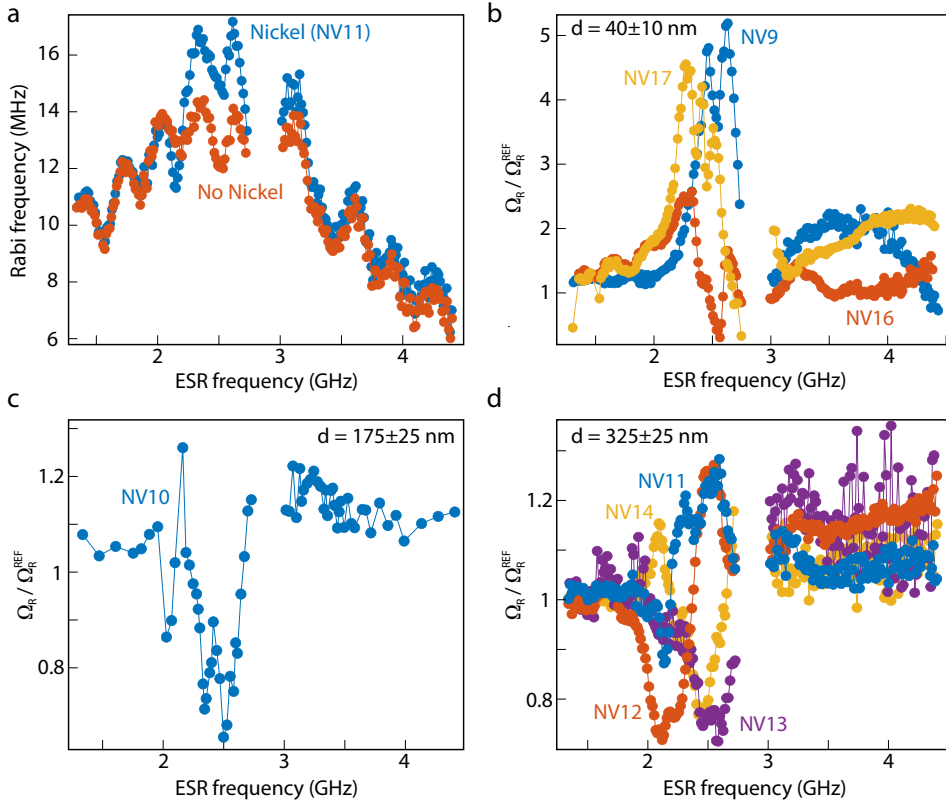 a
Rabi frequency (MHz)
16
14
12
10
8
6
Nickel (NV11)
No Nickel
2
3
4
ESR frequency (GHz)
b
Ω_R / Ω_R^REF
5
4
3
2
1
d = 40±10 nm
NV9
NV17
NV16
2
3
4
ESR frequency (GHz)
c
Ω_R / Ω_R^REF
1.2
1
0.8
d = 175±25 nm
NV10
2
3
4
ESR frequency (GHz)
d
Ω_R / Ω_R^REF
1.2
1
0.8
d = 325±25 nm
NV11
NV14
NV12
NV13
2
3
4
ESR frequency (GHz)